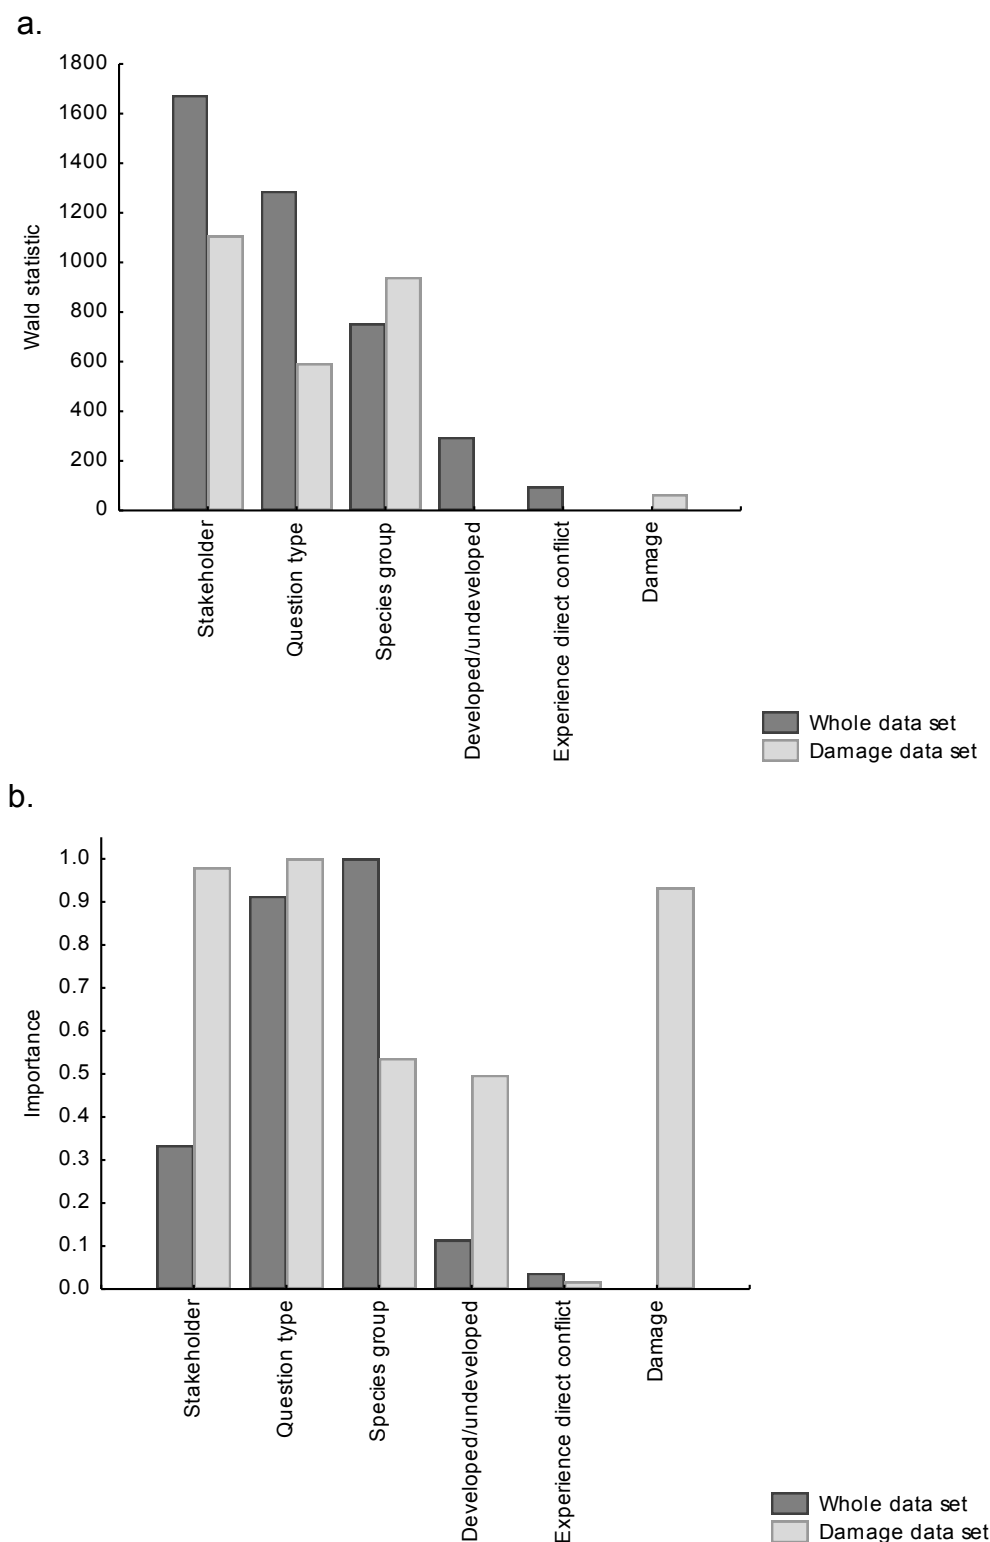 a.
1800
1600
1400
1200
1000
800
600
400
200
0
Wald statistic
Stakeholder
Question type
Species group
Developed/undeveloped
Experience direct conflict
Damage
Whole data set
Damage data set
b.
1.0
0.9
0.8
0.7
0.6
0.5
0.4
0.3
0.2
0.1
0.0
Importance
Stakeholder
Question type
Species group
Developed/undeveloped
Experience direct conflict
Damage
Whole data set
Damage data set